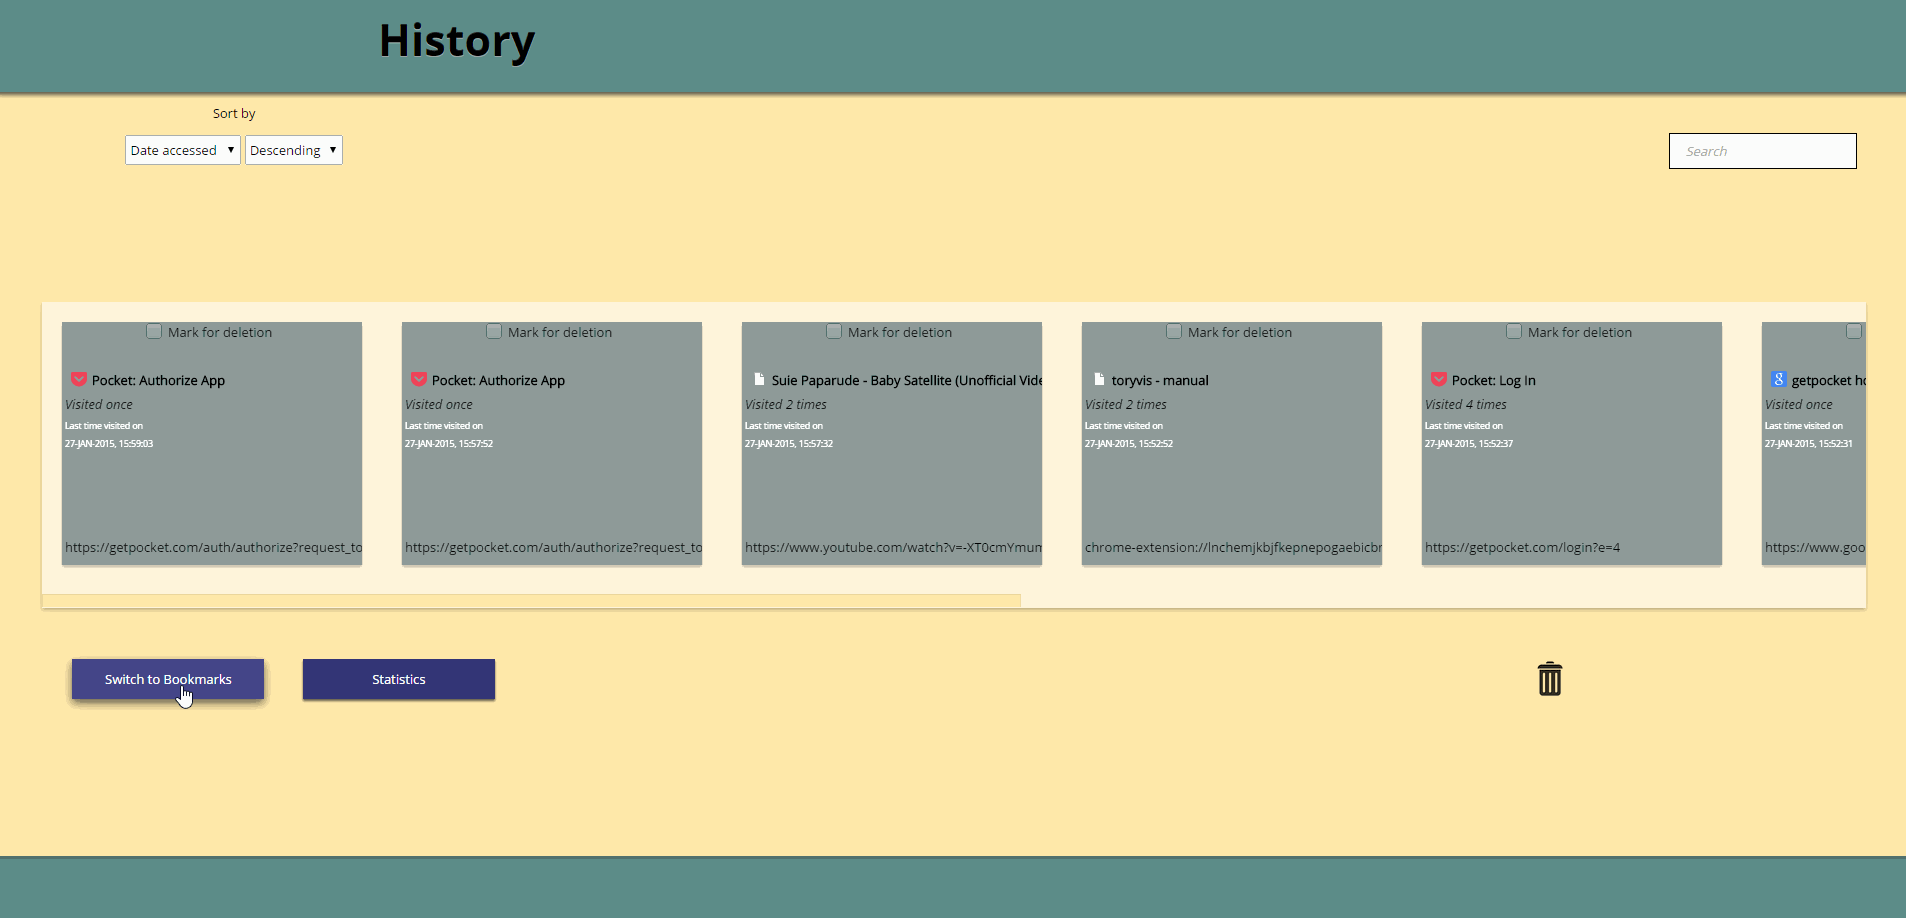 History
Sort by
Date accessed
Descending
Search
Mark for deletion
Pocket: Authorize App
Visited once
Last time visited on
27-JAN-2015, 15:59:03
https://getpocket.com/auth/authorize?request_to
Mark for deletion
Pocket: Authorize App
Visited once
Last time visited on
27-JAN-2015, 15:57:52
https://getpocket.com/auth/authorize?request_to
Mark for deletion
Suie Paparude - Baby Satellite (Unofficial Vide
Visited 2 times
Last time visited on
27-JAN-2015, 15:57:32
https://www.youtube.com/watch?v=-XT0cmYmum
Mark for deletion
toryvis - manual
Visited 2 times
Last time visited on
27-JAN-2015, 15:52:52
chrome-extension://lnchemjkbjfkepnepogaebicbr
Mark for deletion
Pocket: Log In
Visited 4 times
Last time visited on
27-JAN-2015, 15:52:37
https://getpocket.com/login?e=4
getpocket ho
Visited once
Last time visited on
27-JAN-2015, 15:52:31
https://www.goo
Switch to Bookmarks
Statistics